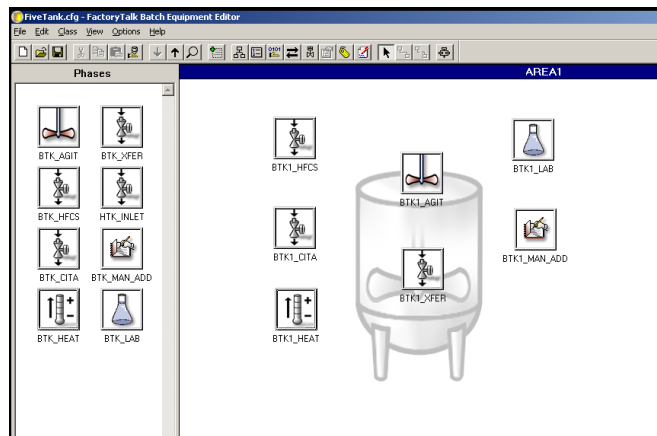 FiveTank.cfg - FactoryTalk Batch Equipment Editor
File Edit Class View Options Help
Phases
AREA1
BTK_AGIT BTK_XFER
BTK_HFCS HTK_INLET
BTK_CITA BTK_MAN_ADD
BTK_HEAT BTK_LAB
BTK1_HFCS
BTK1_LAB
BTK1_AGIT
BTK1_CITA
BTK1_MAN_ADD
BTK1_XFER
BTK1_HEAT